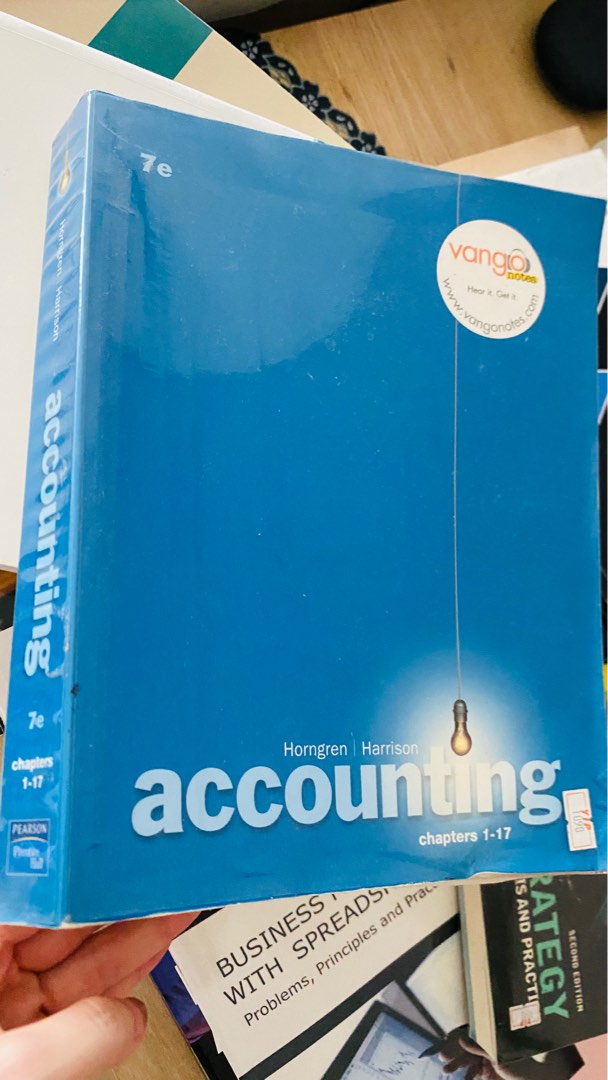 7e
vango
notes
Hear it. Get it.
www.vangonotes.com
Horngren | Harrison
accounting
chapters 1-17
Horngren Harrison
accounting
7e
chapters
1-17
PEARSON
Prentice
Hall
BUSINESS
WITH SPREADS
Problems, Principles and Prac
RATEGY
IS AND PRACTI
SECOND EDITION